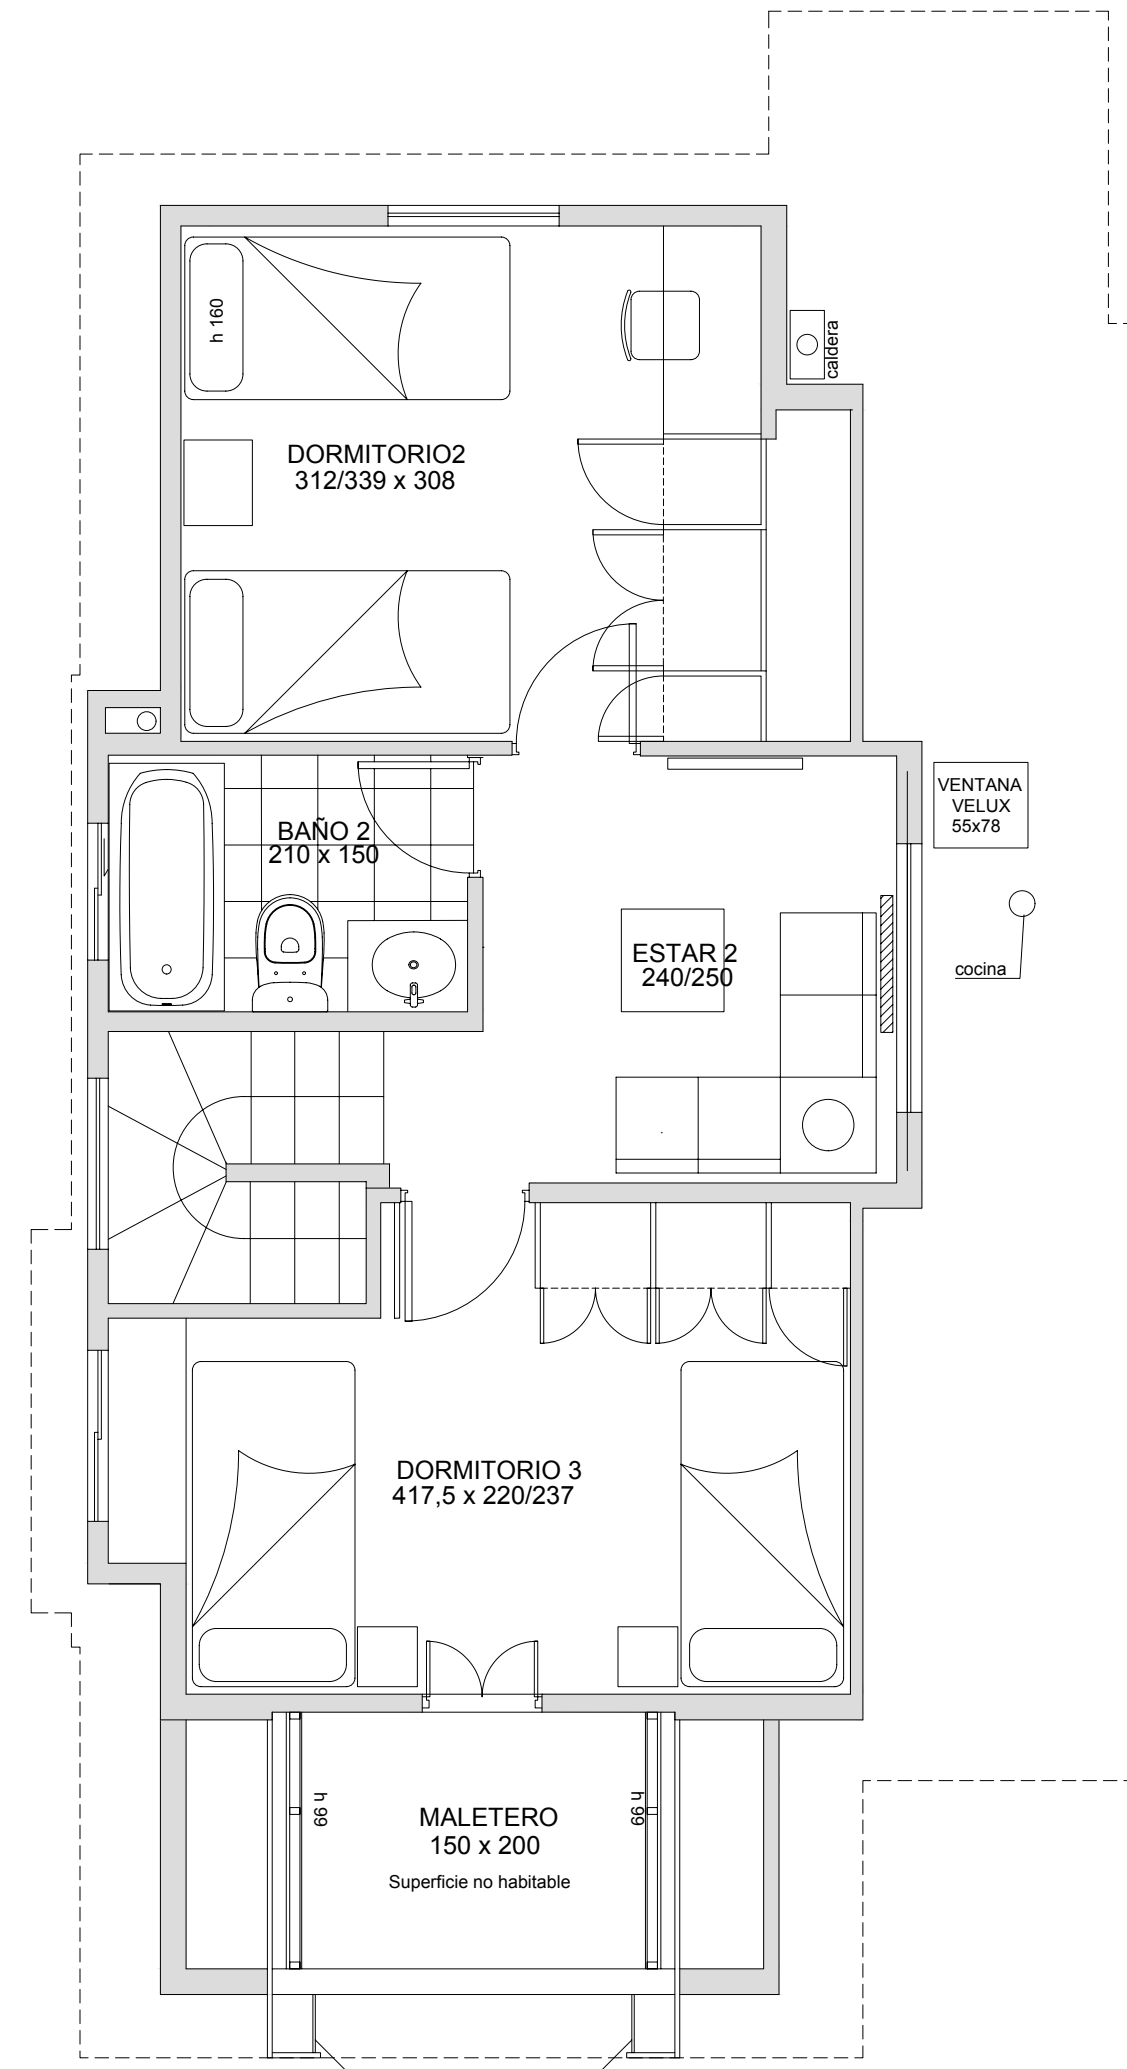 h 160
caldera
DORMITORIO2
312/339 x 308
VENTANA
VELUX
55x78
BAÑO 2
210 x 150
ESTAR 2
240/250
cocina
DORMITORIO 3
417,5 x 220/237
h 99
h 99
MALETERO
150 x 200
Superficie no habitable